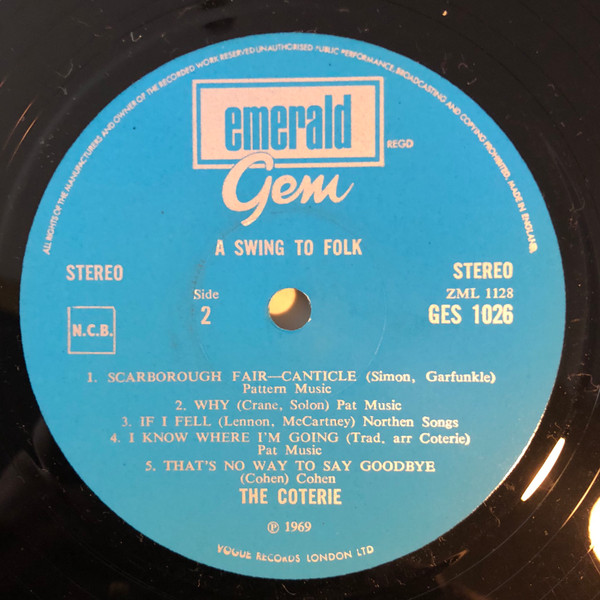 ALL RIGHTS OF THE MANUFACTURERS AND OWNER OF THE RECORDED WORK RESERVED UNAUTHORISED PUBLIC PERFORMANCE, BROADCASTING AND COPYING PROHIBITED. MADE IN ENGLAND.
emerald
REGD
Gem
A SWING TO FOLK
STEREO
STEREO
Side
ZML 1128
2
GES 1026
N.C.B.
1. SCARBOROUGH FAIR—CANTICLE (Simon, Garfunkle)
Pattern Music
2. WHY (Crane, Solon) Pat Music
3. IF I FELL (Lennon, McCartney) Northen Songs
4. I KNOW WHERE I'M GOING (Trad. arr Coterie)
Pat Music
5. THAT'S NO WAY TO SAY GOODBYE
(Cohen) Cohen
THE COTERIE
℗ 1969
VOGUE RECORDS LONDON LTD